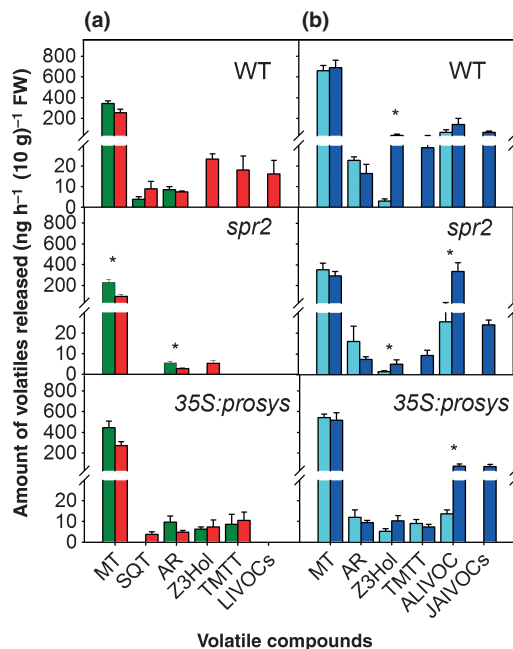 (a) (b)
Amount of volatiles released (ng h⁻¹ (10 g)⁻¹ FW)
800
600
400
200
20
10
0
WT
*
WT
800
600
400
200
20
10
0
spr2
*
*
spr2
*
*
800
600
400
200
20
10
0
35S:prosys
35S:prosys
*
MT SQT AR Z3Hol TMTT LIVOCs
MT AR Z3Hol TMTT ALIVOC JAIVOCs
Volatile compounds